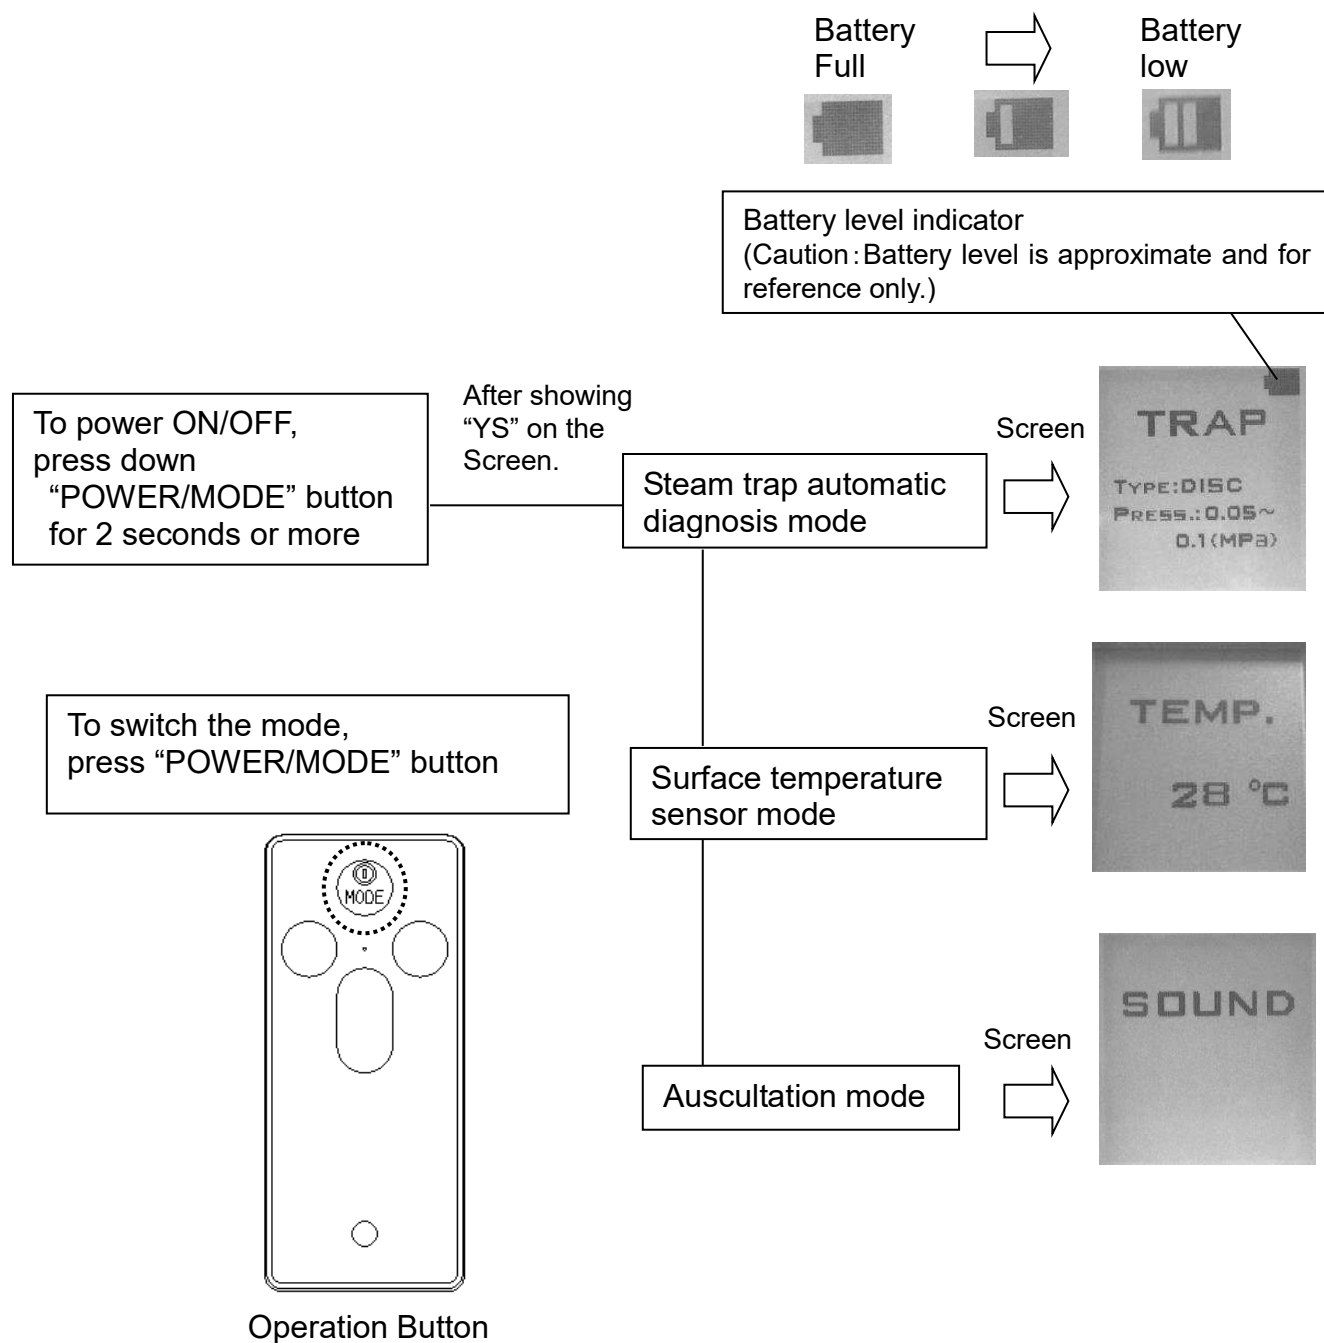 Battery
Full
Battery
low
Battery level indicator
(Caution:Battery level is approximate and for
reference only.)
To power ON/OFF,
press down
“POWER/MODE” button
for 2 seconds or more
After showing
“YS” on the
Screen.
Steam trap automatic
diagnosis mode
Screen
TRAP
TYPE:DISC
PRESS.:0.05~
0.1(MPa)
To switch the mode,
press “POWER/MODE” button
Surface temperature
sensor mode
Screen
TEMP.
28 °C
MODE
Auscultation mode
Screen
SOUND
Operation Button